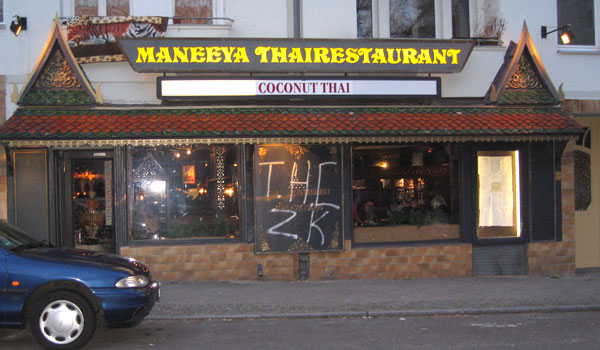 MANEEYA THAIRESTAURANT
COCONUT THAI
THE
ZK